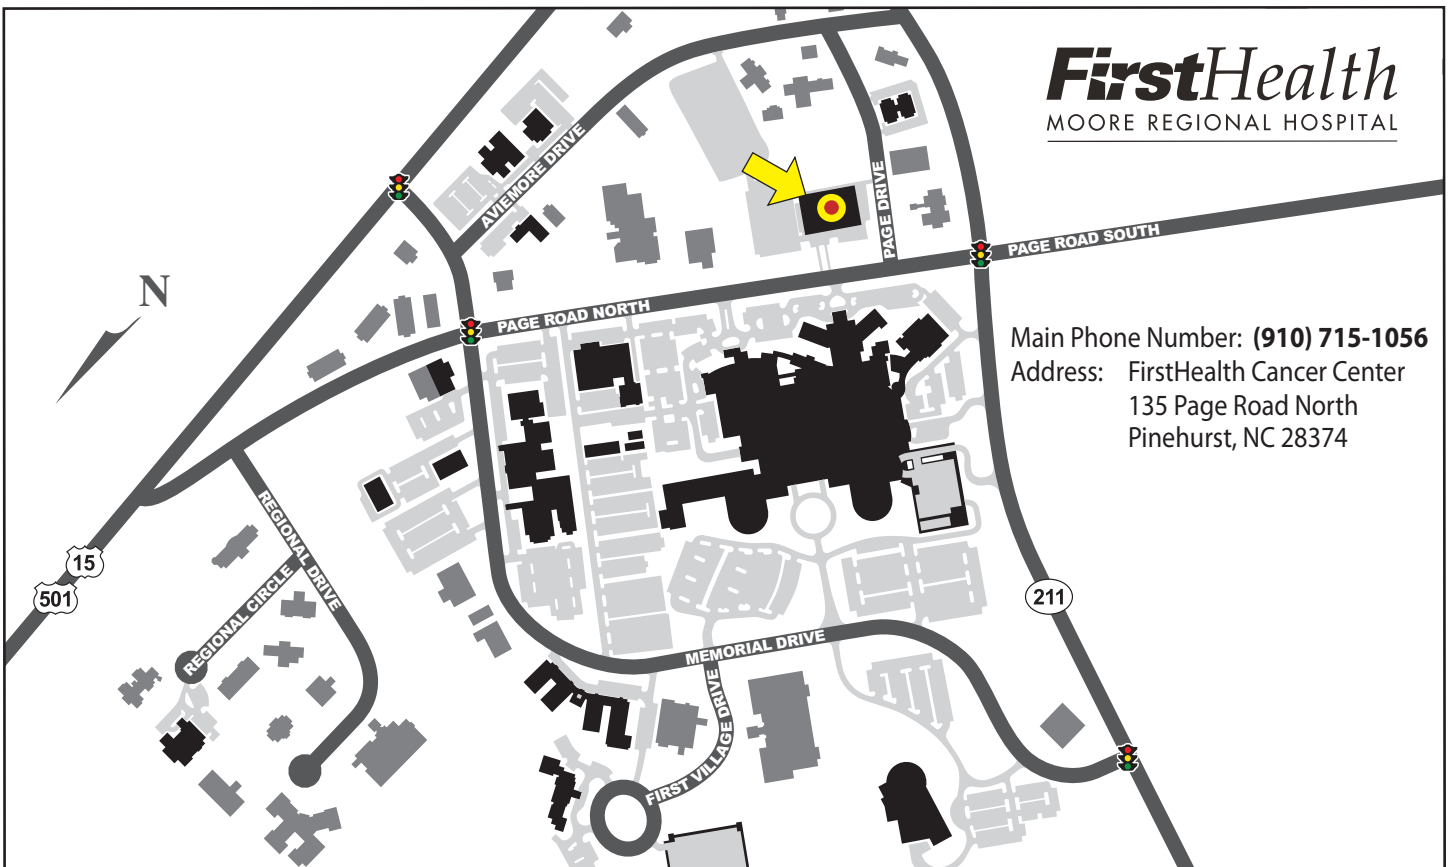 FirstHealth
MOORE REGIONAL HOSPITAL
AVIEMORE DRIVE
PAGE DRIVE
PAGE ROAD SOUTH
N
PAGE ROAD NORTH
Main Phone Number: (910) 715-1056
Address: FirstHealth Cancer Center
135 Page Road North
Pinehurst, NC 28374
REGIONAL DRIVE
15
501
REGIONAL CIRCLE
211
MEMORIAL DRIVE
FIRST VILLAGE DRIVE